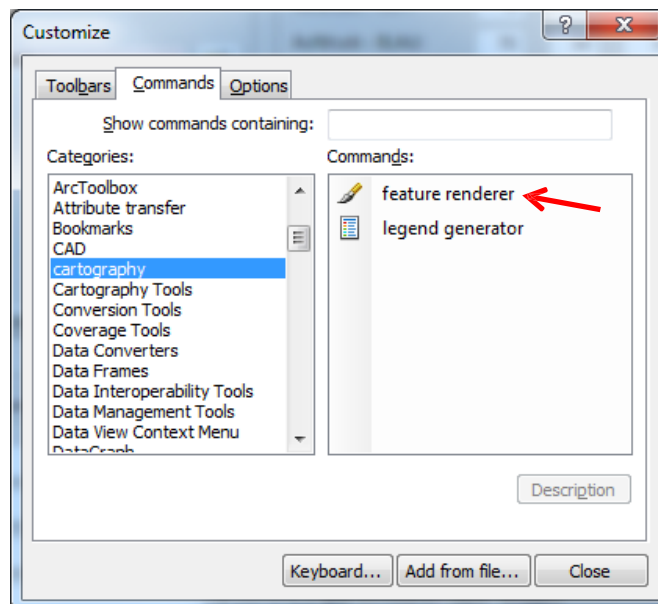 Customize
?
X
Toolbars Commands Options
Show commands containing:
Categories:
Commands:
ArcToolbox
Attribute transfer
Bookmarks
CAD
cartography
Cartography Tools
Conversion Tools
Coverage Tools
Data Converters
Data Frames
Data Interoperability Tools
Data Management Tools
Data View Context Menu
DataGraph
feature renderer
legend generator
Description
Keyboard... Add from file... Close